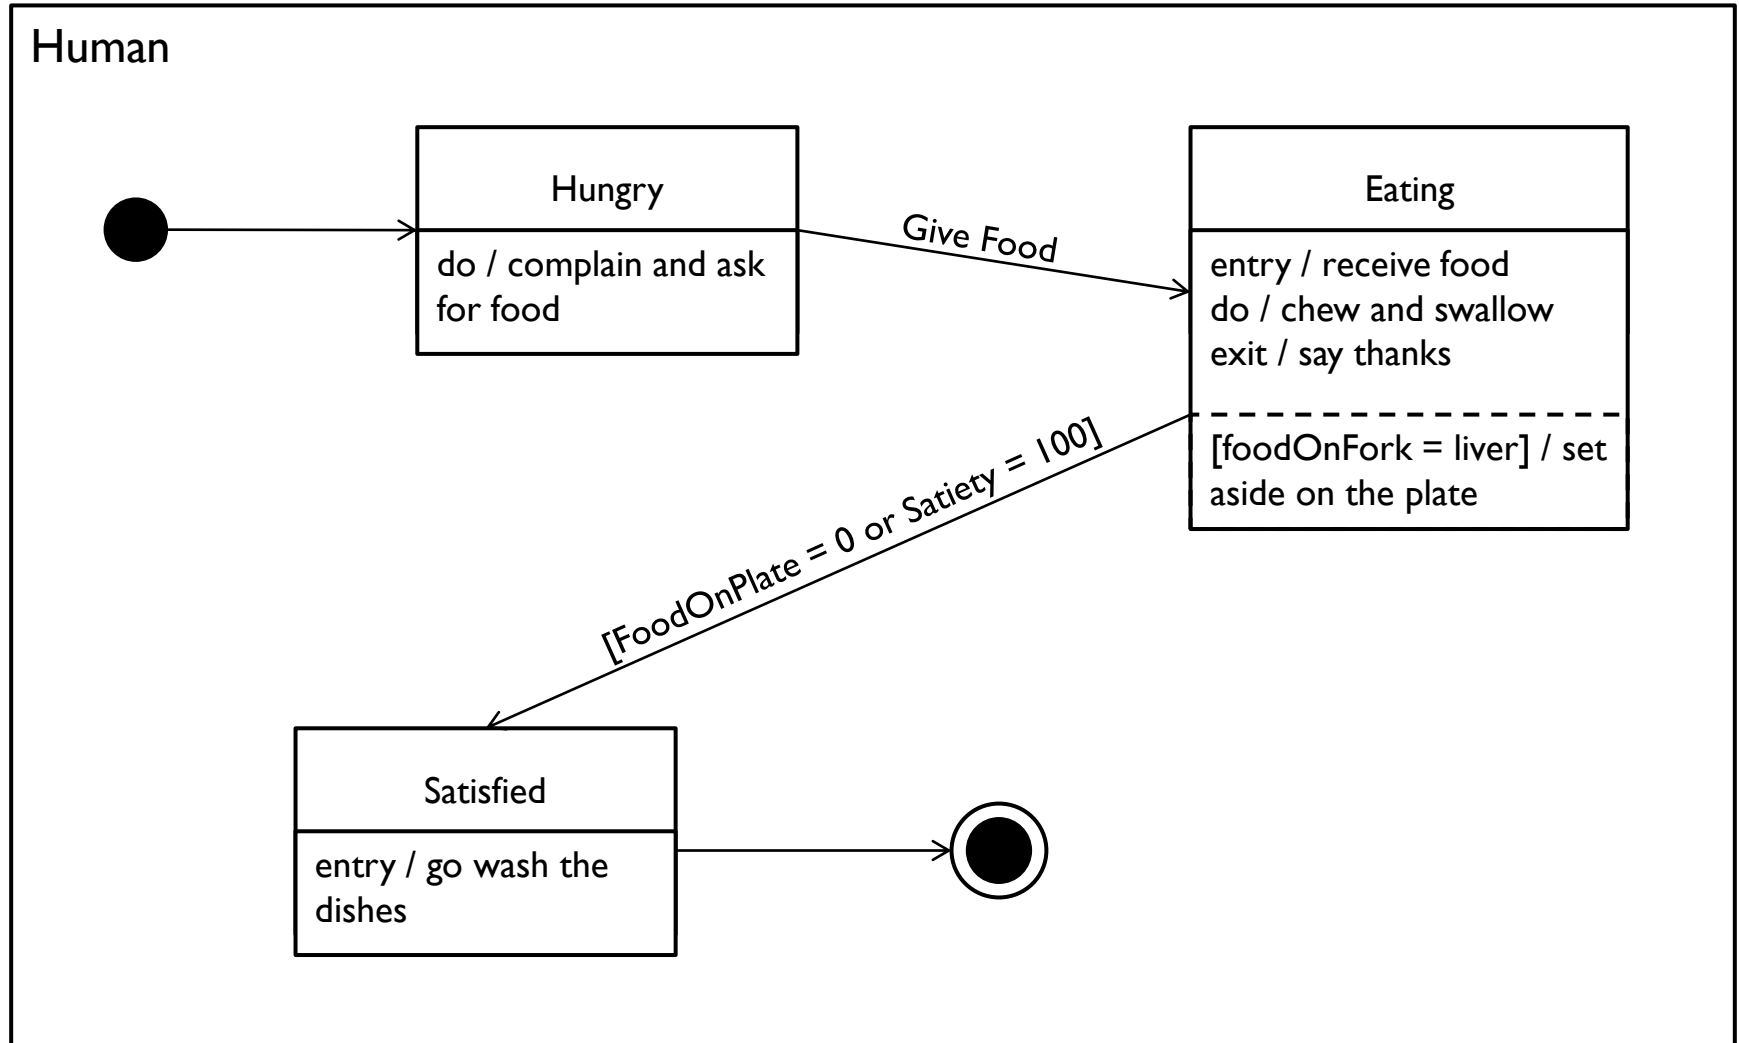 Human
Hungry
do / complain and ask
for food
Give Food
Eating
entry / receive food
do / chew and swallow
exit / say thanks
[foodOnFork = liver] / set
aside on the plate
[FoodOnPlate = 0 or Satiety = 100]
Satisfied
entry / go wash the
dishes